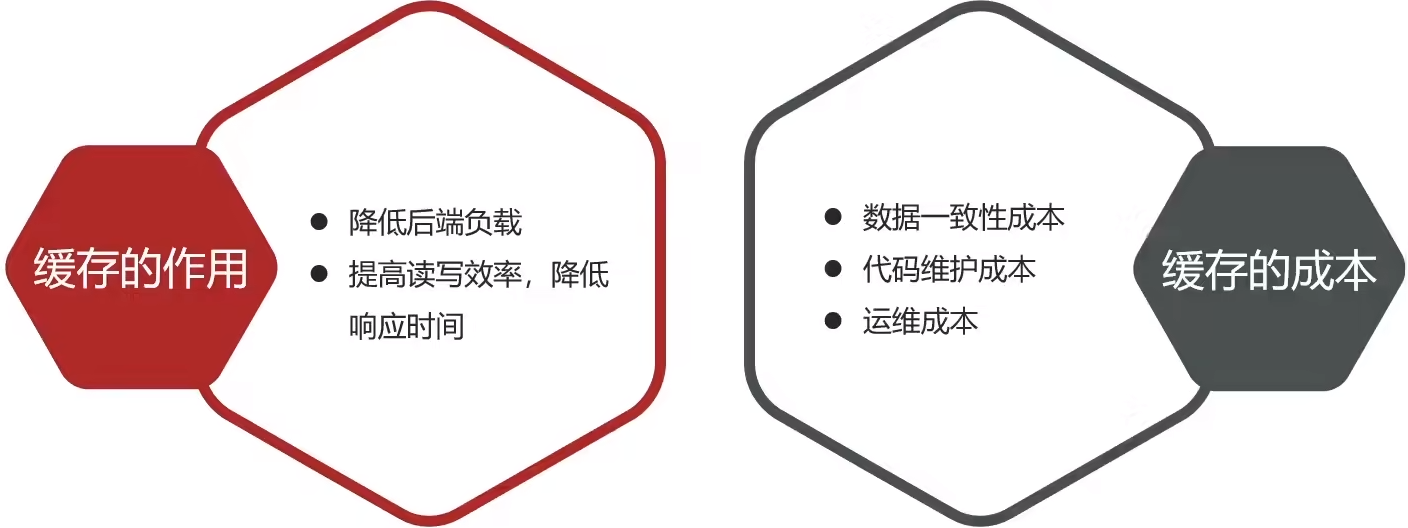 缓存的作用
降低后端负载
提高读写效率，降低
响应时间
数据一致性成本
代码维护成本
运维成本
缓存的成本